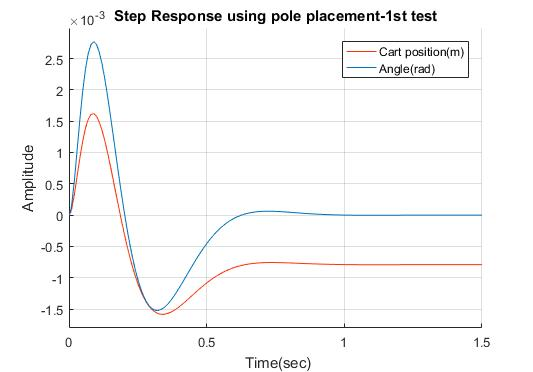 Step Response using pole placement-1st test
×10⁻³
Cart position(m)
Angle(rad)
2.5
2
1.5
1
0.5
0
-0.5
-1
-1.5
Amplitude
0 0.5 1 1.5
Time(sec)